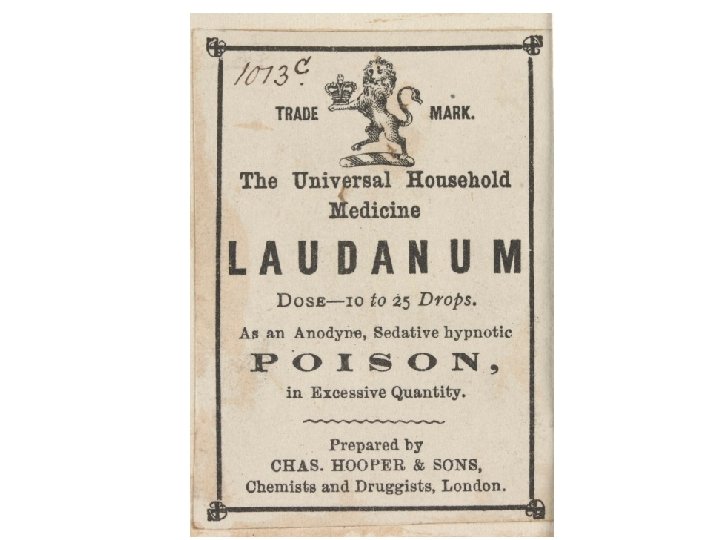 1013c.
TRADE MARK.
The Universal Household
Medicine
LAUDANUM
DOSE—10 to 25 Drops.
As an Anodyne, Sedative hypnotic
POISON,
in Excessive Quantity.
Prepared by
CHAS. HOOPER & SONS,
Chemists and Druggists, London.